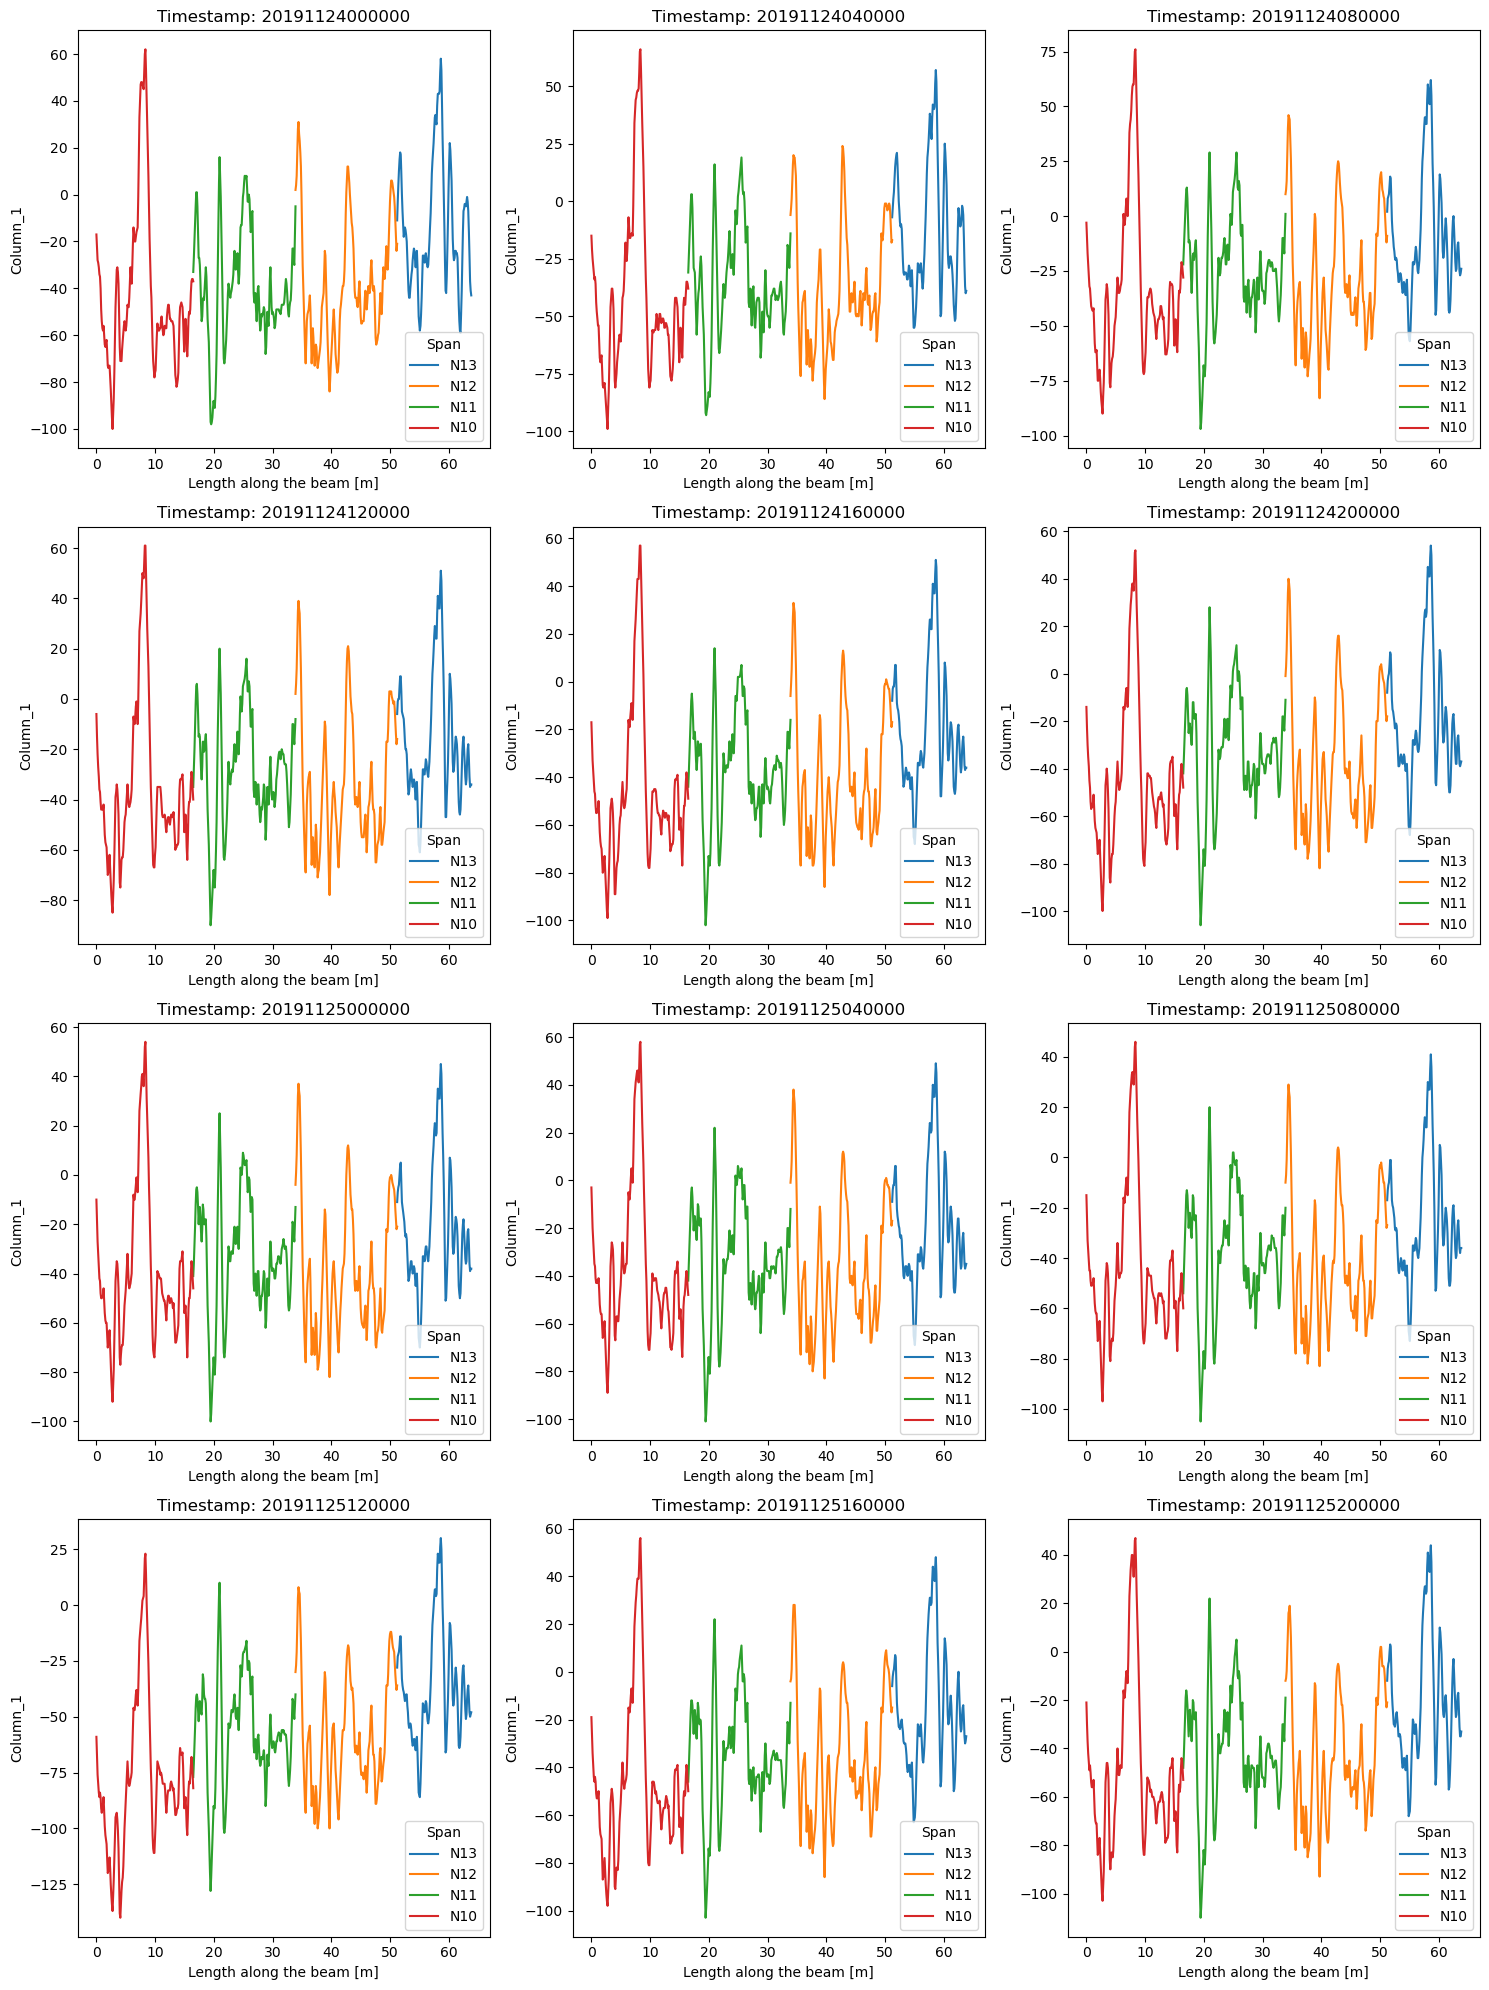 Timestamp: 20191124000000
Timestamp: 20191124040000
Timestamp: 20191124080000
60
40
20
0
−20
−40
−60
−80
−100
Column_1
50
25
0
−25
−50
−75
−100
Column_1
75
50
25
0
−25
−50
−75
−100
Column_1
Span
N13
N12
N11
N10
Span
N13
N12
N11
N10
Span
N13
N12
N11
N10
0 10 20 30 40 50 60
0 10 20 30 40 50 60
0 10 20 30 40 50 60
Length along the beam [m]
Length along the beam [m]
Length along the beam [m]
Timestamp: 20191124120000
Timestamp: 20191124160000
Timestamp: 20191124200000
60
40
20
0
−20
−40
−60
−80
Column_1
60
40
20
0
−20
−40
−60
−80
−100
Column_1
60
40
20
0
−20
−40
−60
−80
−100
Column_1
Span
N13
N12
N11
N10
Span
N13
N12
N11
N10
Span
N13
N12
N11
N10
0 10 20 30 40 50 60
0 10 20 30 40 50 60
0 10 20 30 40 50 60
Length along the beam [m]
Length along the beam [m]
Length along the beam [m]
Timestamp: 20191125000000
Timestamp: 20191125040000
Timestamp: 20191125080000
60
40
20
0
−20
−40
−60
−80
−100
Column_1
60
40
20
0
−20
−40
−60
−80
−100
Column_1
40
20
0
−20
−40
−60
−80
−100
Column_1
Span
N13
N12
N11
N10
Span
N13
N12
N11
N10
Span
N13
N12
N11
N10
0 10 20 30 40 50 60
0 10 20 30 40 50 60
0 10 20 30 40 50 60
Length along the beam [m]
Length along the beam [m]
Length along the beam [m]
Timestamp: 20191125120000
Timestamp: 20191125160000
Timestamp: 20191125200000
25
0
−25
−50
−75
−100
−125
Column_1
60
40
20
0
−20
−40
−60
−80
−100
Column_1
40
20
0
−20
−40
−60
−80
−100
Column_1
Span
N13
N12
N11
N10
Span
N13
N12
N11
N10
Span
N13
N12
N11
N10
0 10 20 30 40 50 60
0 10 20 30 40 50 60
0 10 20 30 40 50 60
Length along the beam [m]
Length along the beam [m]
Length along the beam [m]